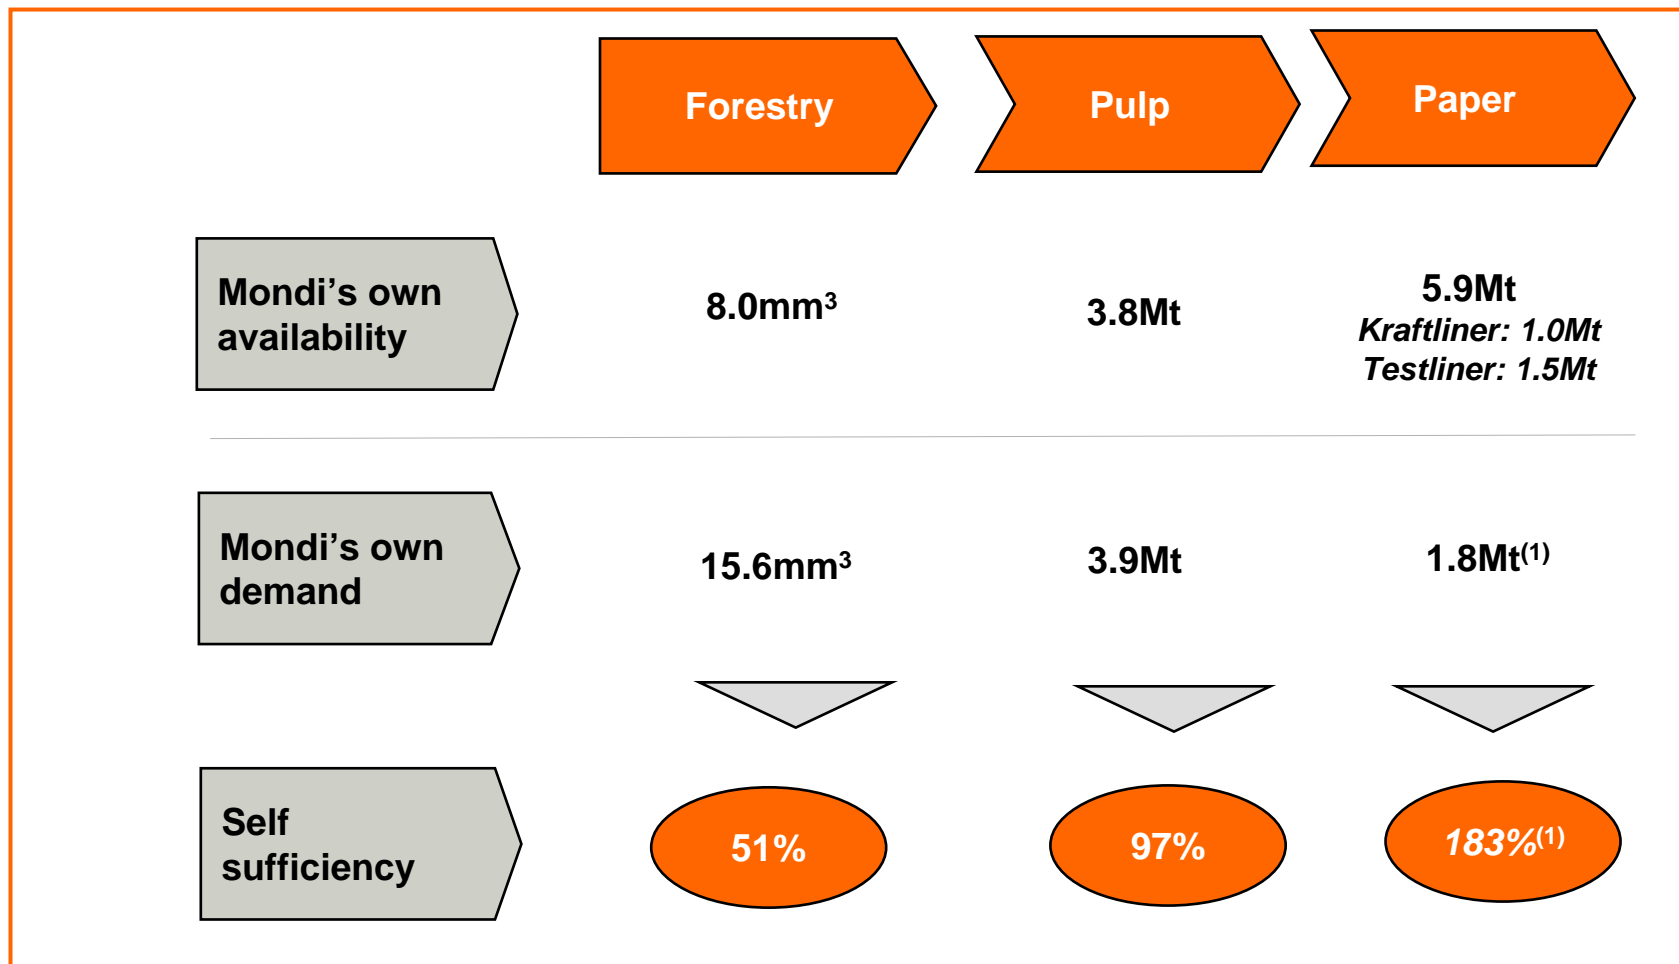 Forestry
Pulp
Paper
Mondi’s own
availability
8.0mm³
3.8Mt
5.9Mt
Kraftliner: 1.0Mt
Testliner: 1.5Mt
Mondi’s own
demand
15.6mm³
3.9Mt
1.8Mt⁽¹⁾
Self
sufficiency
51%
97%
183%⁽¹⁾